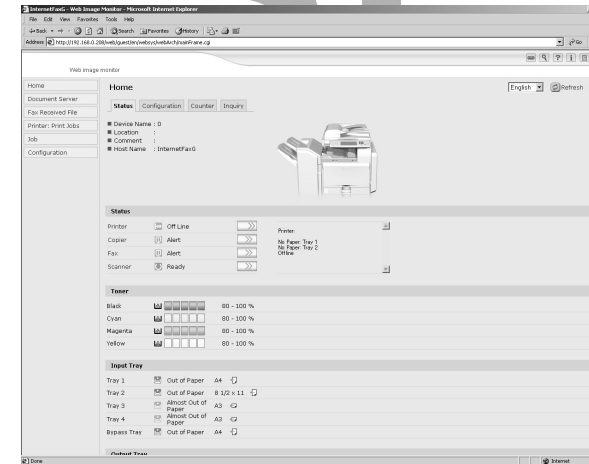 InternetFaxG - Web Image Monitor - Microsoft Internet Explorer
File Edit View Favorites Tools Help
Back Search Favorites History
Address http://192.168.0.208/web/guest/en/websys/webArch/mainFrame.cgi Go
Web image monitor
Home
Document Server
Fax Received File
Printer: Print Jobs
Job
Configuration
Home English Refresh
Status Configuration Counter Inquiry
Device Name : 0
Location :
Comment :
Host Name : InternetFaxG
Status
Printer Off Line
Copier Alert
Fax Alert
Scanner Ready
Printer:
No Paper: Tray 1
No Paper: Tray 2
Offline
Toner
Black 80 - 100 %
Cyan 80 - 100 %
Magenta 80 - 100 %
Yellow 80 - 100 %
Input Tray
Tray 1 Out of Paper A4
Tray 2 Out of Paper 8 1/2 x 11
Tray 3 Almost Out of Paper A3
Tray 4 Almost Out of Paper A3
Bypass Tray Out of Paper A4
Output Tray
Done Internet